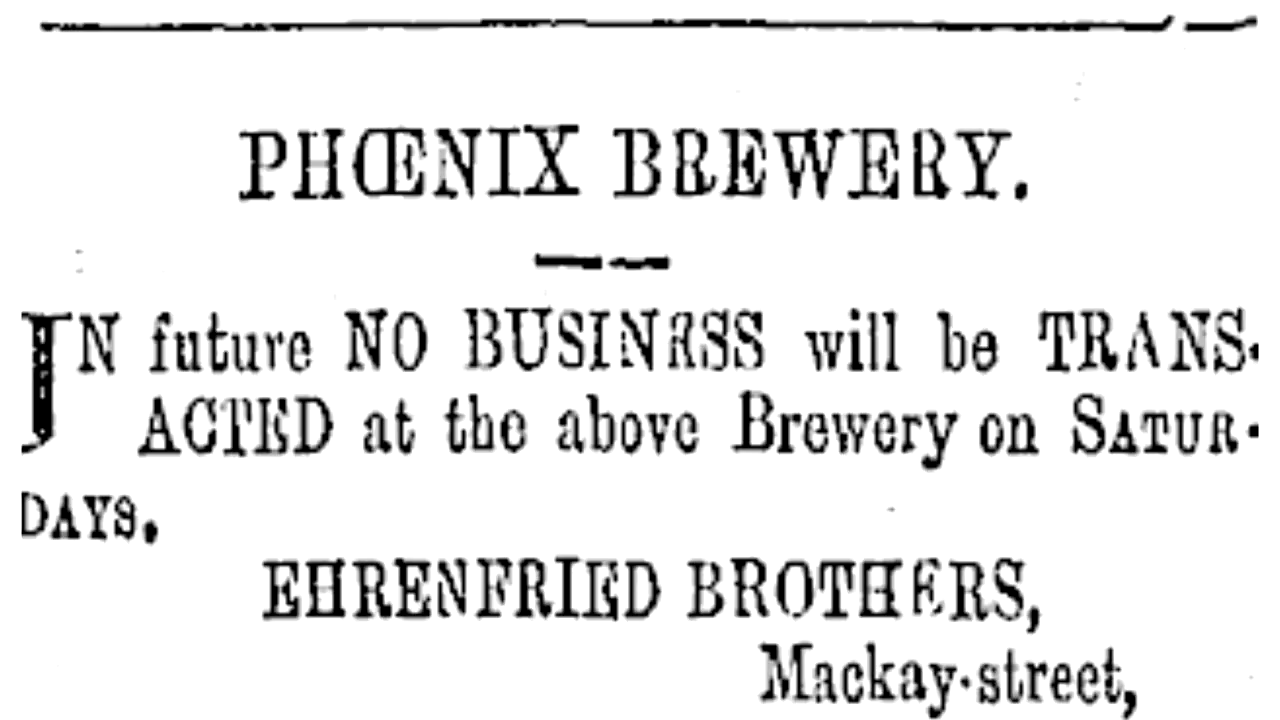 PHŒNIX BREWERY.
IN future NO BUSINESS will be TRANS-
ACTED at the above Brewery on SATUR-
DAYS.
EHRENFRIED BROTHERS,
Mackay-street,